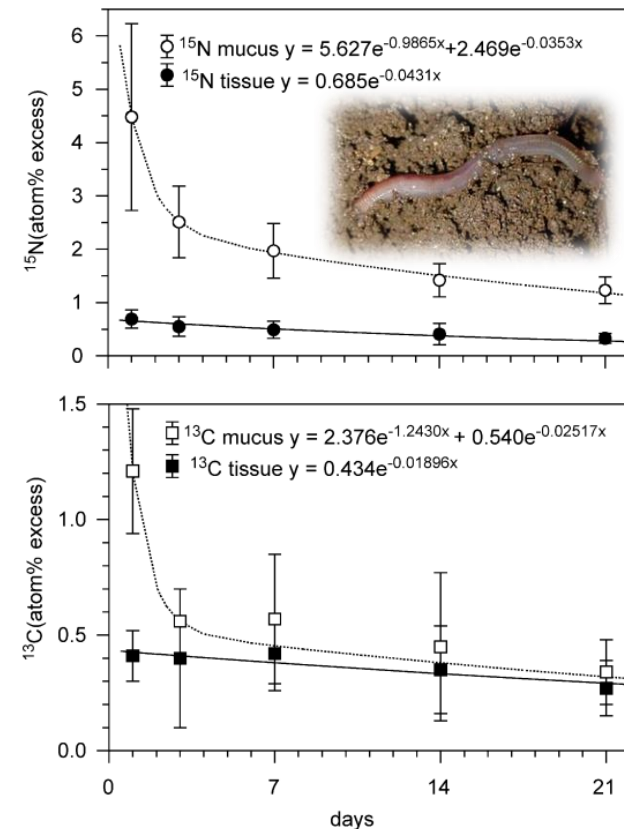 6
¹⁵N mucus y = 5.627e⁻⁰·⁹⁸⁶⁵ˣ+2.469e⁻⁰·⁰³⁵³ˣ
¹⁵N tissue y = 0.685e⁻⁰·⁰⁴³¹ˣ
5
4
3
2
1
0
¹⁵N(atom% excess)
1.5
¹³C mucus y = 2.376e⁻¹·²⁴³⁰ˣ + 0.540e⁻⁰·⁰²⁵¹⁷ˣ
¹³C tissue y = 0.434e⁻⁰·⁰¹⁸⁹⁶ˣ
1.0
0.5
0.0
¹³C(atom% excess)
0 7 14 21
days